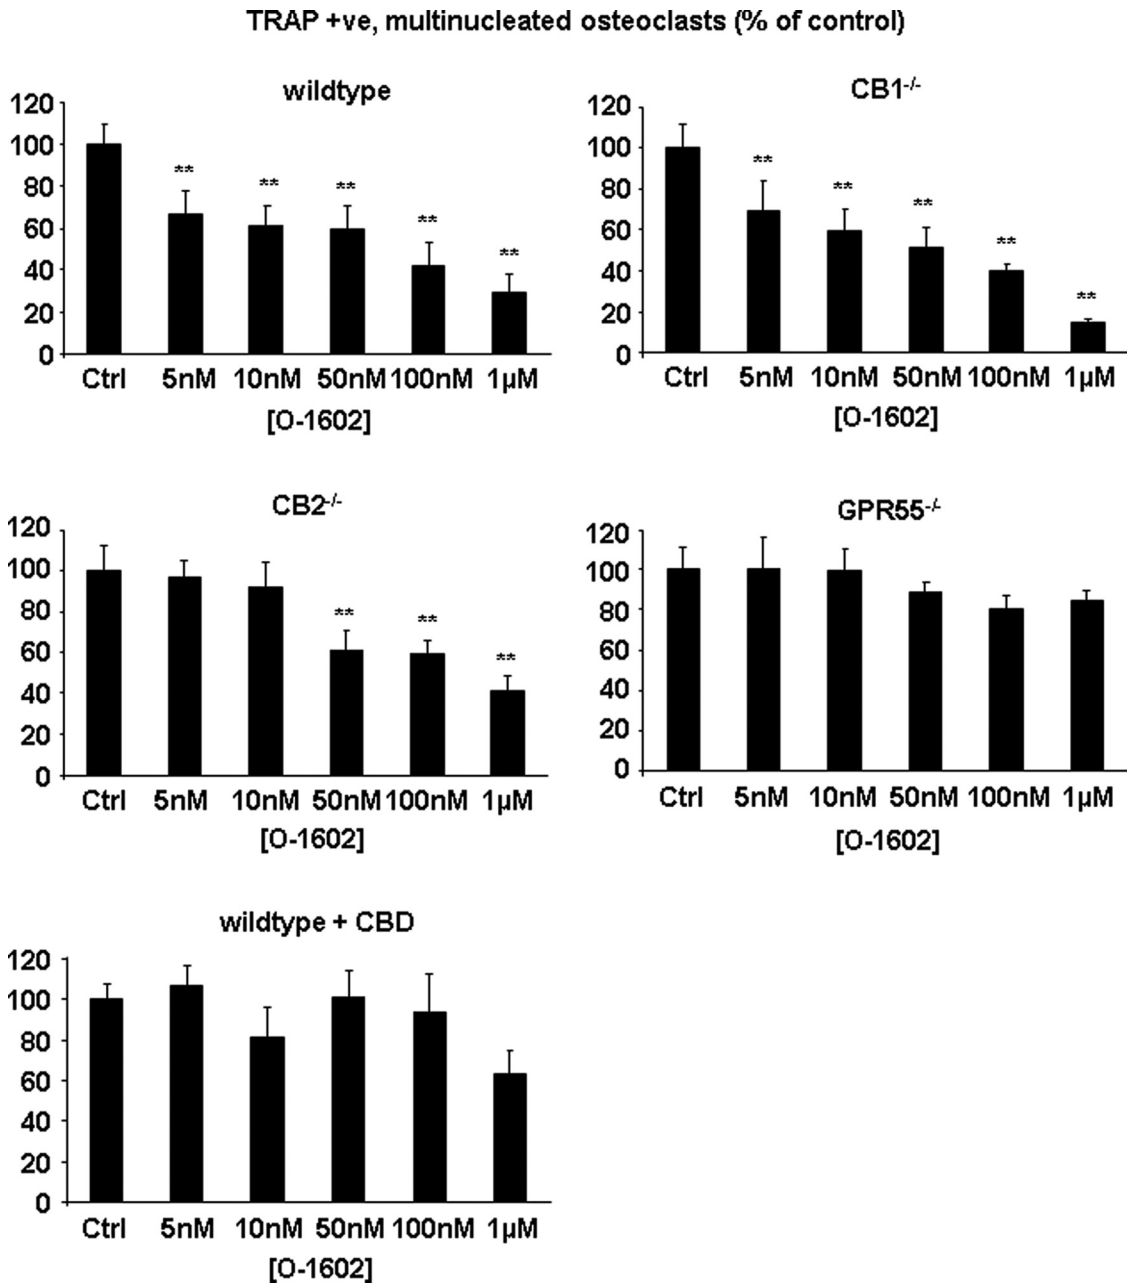 TRAP +ve, multinucleated osteoclasts (% of control)
wildtype
120
100
80
60
40
20
0
** ** ** ** **
Ctrl 5nM 10nM 50nM 100nM 1µM
[O-1602]
CB1-/-
120
100
80
60
40
20
0
** ** ** ** **
Ctrl 5nM 10nM 50nM 100nM 1µM
[O-1602]
CB2-/-
120
100
80
60
40
20
0
** ** **
Ctrl 5nM 10nM 50nM 100nM 1µM
[O-1602]
GPR55-/-
120
100
80
60
40
20
0
Ctrl 5nM 10nM 50nM 100nM 1µM
[O-1602]
wildtype + CBD
120
100
80
60
40
20
0
Ctrl 5nM 10nM 50nM 100nM 1µM
[O-1602]